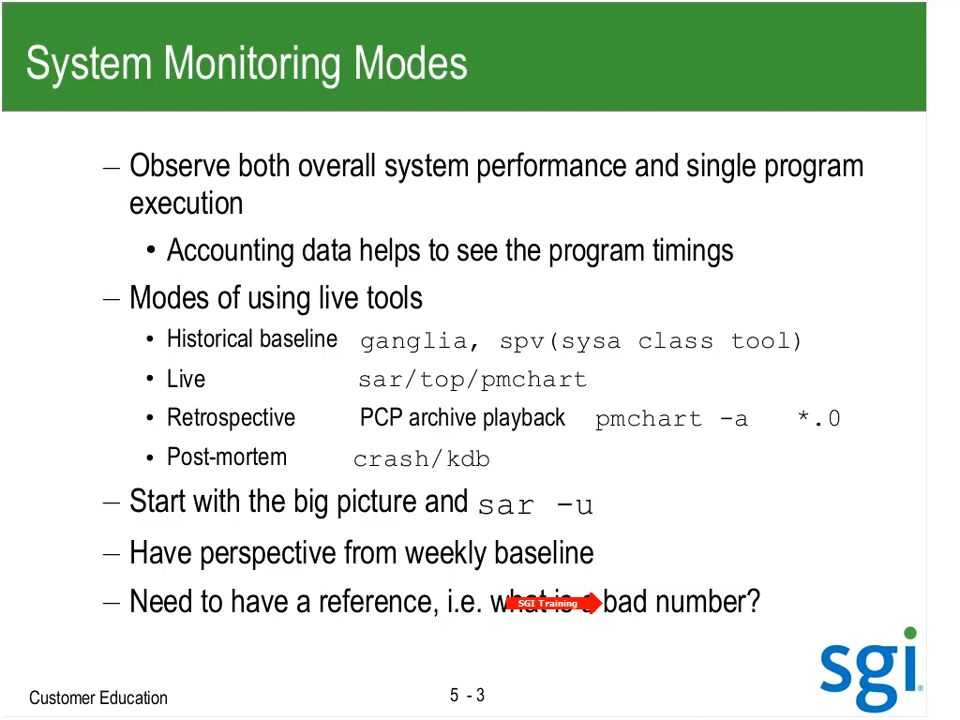 System Monitoring Modes
– Observe both overall system performance and single program
execution
• Accounting data helps to see the program timings
– Modes of using live tools
• Historical baseline ganglia, spv(sysa class tool)
• Live sar/top/pmchart
• Retrospective PCP archive playback pmchart -a *.0
• Post-mortem crash/kdb
– Start with the big picture and sar -u
– Have perspective from weekly baseline
– Need to have a reference, i.e. what is a bad number?
SGI Training
sgi®
Customer Education
5 - 3